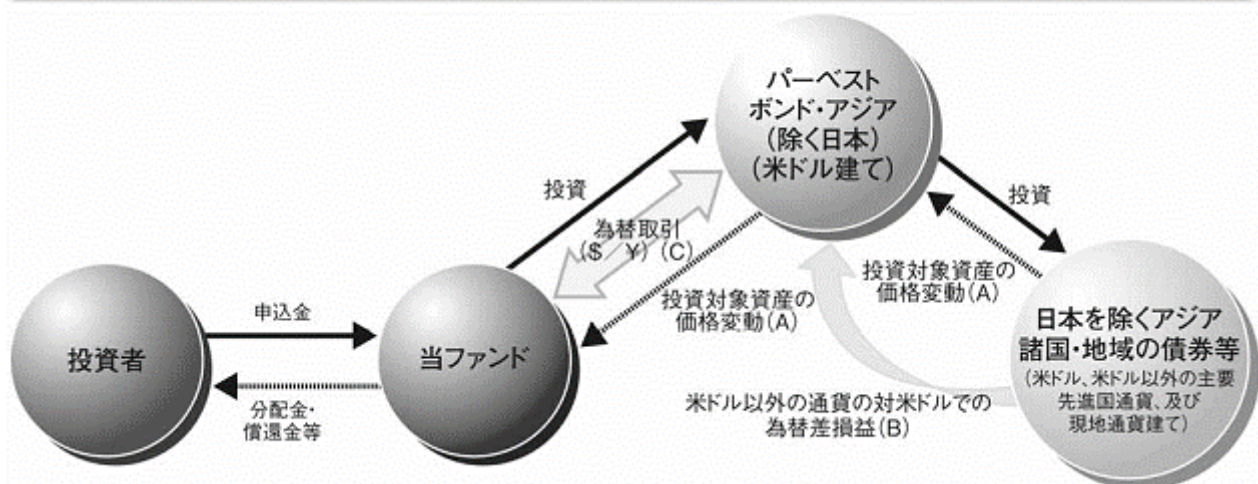 投資者
申込金
分配金・
償還金等
当ファンド
投資
為替取引
($ ¥) (C)
投資対象資産の
価格変動(A)
パーベスト
ボンド・アジア
(除く日本)
(米ドル建て)
投資
投資対象資産の
価格変動(A)
米ドル以外の通貨の対米ドルでの
為替差損益(B)
日本を除くアジア
諸国・地域の債券等
(米ドル、米ドル以外の主要
先進国通貨、及び
現地通貨建て)